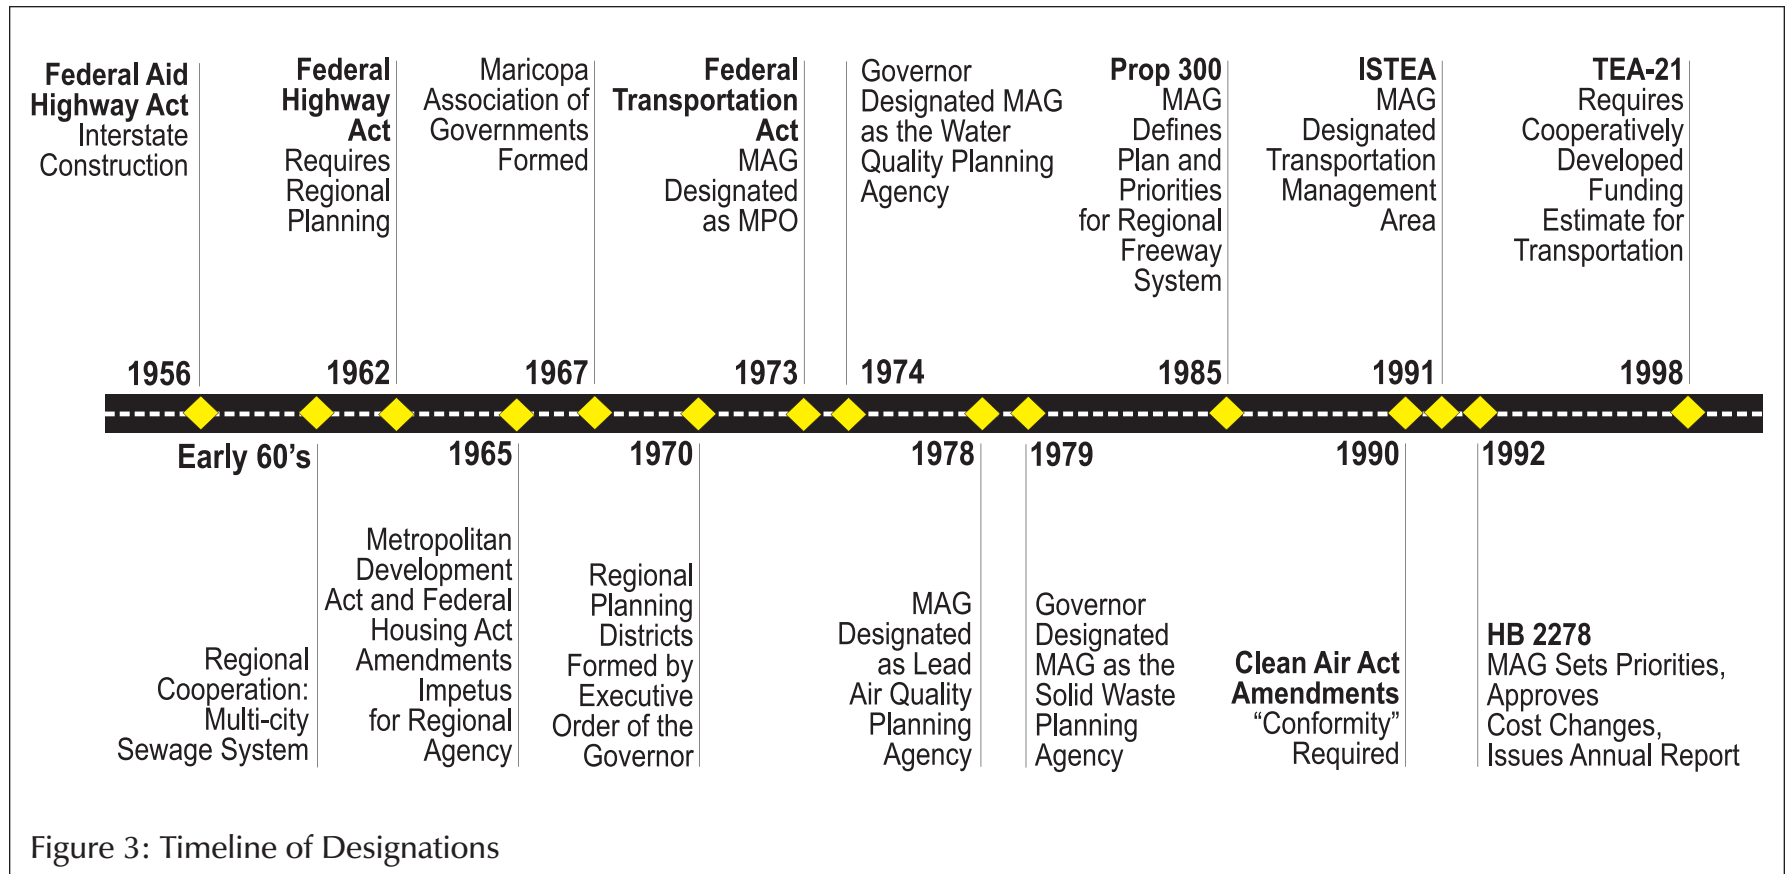 Federal Aid
Highway Act
Interstate
Construction
1956
Federal
Highway
Act
Requires
Regional
Planning
1962
Maricopa
Association of
Governments
Formed
1967
Federal
Transportation
Act
MAG
Designated
as MPO
1973
Governor
Designated MAG
as the Water
Quality Planning
Agency
1974
Prop 300
MAG
Defines
Plan and
Priorities
for Regional
Freeway
System
1985
ISTEA
MAG
Designated
Transportation
Management
Area
1991
TEA-21
Requires
Cooperatively
Developed
Funding
Estimate for
Transportation
1998
Early 60’s
Regional
Cooperation:
Multi-city
Sewage System
1965
Metropolitan
Development
Act and Federal
Housing Act
Amendments
Impetus
for Regional
Agency
1970
Regional
Planning
Districts
Formed by
Executive
Order of the
Governor
1978
MAG
Designated
as Lead
Air Quality
Planning
Agency
1979
Governor
Designated
MAG as the
Solid Waste
Planning
Agency
1990
Clean Air Act
Amendments
“Conformity”
Required
1992
HB 2278
MAG Sets Priorities,
Approves
Cost Changes,
Issues Annual Report
Figure 3: Timeline of Designations